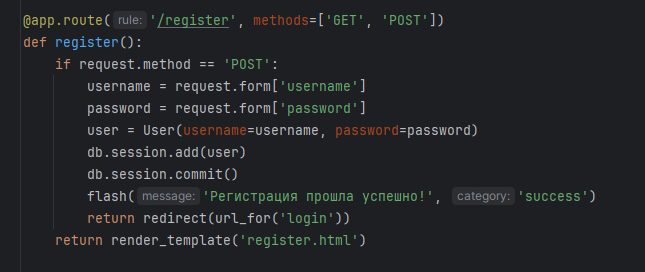 @app.route( rule: '/register', methods=['GET', 'POST'])
def register():
    if request.method == 'POST':
        username = request.form['username']
        password = request.form['password']
        user = User(username=username, password=password)
        db.session.add(user)
        db.session.commit()
        flash( message: 'Регистрация прошла успешно!', category: 'success')
        return redirect(url_for('login'))
    return render_template('register.html')